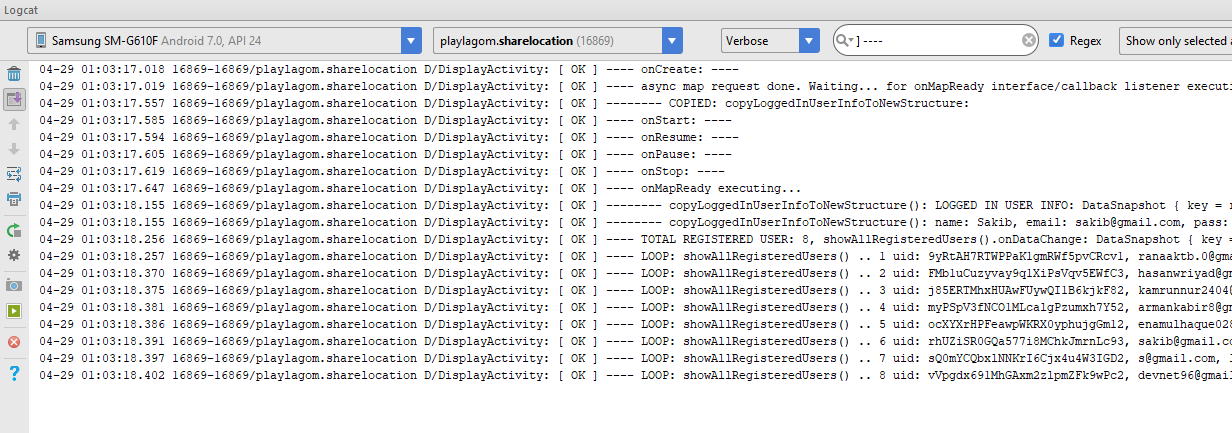 Logcat
Samsung SM-G610F Android 7.0, API 24
playlagom.sharelocation (16869)
Verbose
] ----
Regex
Show only selected a
04-29 01:03:17.018 16869-16869/playlagom.sharelocation D/DisplayActivity: [ OK ] ---- onCreate: ----
04-29 01:03:17.019 16869-16869/playlagom.sharelocation D/DisplayActivity: [ OK ] ---- async map request done. Waiting... for onMapReady interface/callback listener executi
04-29 01:03:17.557 16869-16869/playlagom.sharelocation D/DisplayActivity: [ OK ] -------- COPIED: copyLoggedInUserInfoToNewStructure:
04-29 01:03:17.585 16869-16869/playlagom.sharelocation D/DisplayActivity: [ OK ] ---- onStart: ----
04-29 01:03:17.594 16869-16869/playlagom.sharelocation D/DisplayActivity: [ OK ] ---- onResume: ----
04-29 01:03:17.605 16869-16869/playlagom.sharelocation D/DisplayActivity: [ OK ] ---- onPause: ----
04-29 01:03:17.619 16869-16869/playlagom.sharelocation D/DisplayActivity: [ OK ] ---- onStop: ----
04-29 01:03:17.647 16869-16869/playlagom.sharelocation D/DisplayActivity: [ OK ] ---- onMapReady executing...
04-29 01:03:18.155 16869-16869/playlagom.sharelocation D/DisplayActivity: [ OK ] -------- copyLoggedInUserInfoToNewStructure(): LOGGED IN USER INFO: DataSnapshot { key = r
04-29 01:03:18.155 16869-16869/playlagom.sharelocation D/DisplayActivity: [ OK ] -------- copyLoggedInUserInfoToNewStructure(): name: Sakib, email: sakib@gmail.com, pass:
04-29 01:03:18.256 16869-16869/playlagom.sharelocation D/DisplayActivity: [ OK ] ---- TOTAL REGISTERED USER: 8, showAllRegisteredUsers().onDataChange: DataSnapshot { key =
04-29 01:03:18.257 16869-16869/playlagom.sharelocation D/DisplayActivity: [ OK ] ---- LOOP: showAllRegisteredUsers() .. 1 uid: 9yRtAH7RTWPPaKlgmRWf5pvCRcvl, ranaaktb.0@gma
04-29 01:03:18.370 16869-16869/playlagom.sharelocation D/DisplayActivity: [ OK ] ---- LOOP: showAllRegisteredUsers() .. 2 uid: FMbluCuzyvay9qlXiPsVqv5EWfC3, hasanwriyad@gm
04-29 01:03:18.375 16869-16869/playlagom.sharelocation D/DisplayActivity: [ OK ] ---- LOOP: showAllRegisteredUsers() .. 3 uid: j85ERTMhxHUAwFUywQIlB6kjkF82, kamrunnur2404(
04-29 01:03:18.381 16869-16869/playlagom.sharelocation D/DisplayActivity: [ OK ] ---- LOOP: showAllRegisteredUsers() .. 4 uid: myPSpV3fNCOlMLcalgPzumxh7Y52, armankabir8@gm
04-29 01:03:18.386 16869-16869/playlagom.sharelocation D/DisplayActivity: [ OK ] ---- LOOP: showAllRegisteredUsers() .. 5 uid: ocXYXrHPFeawpWKRX0yphujgGml2, enamulhaque028
04-29 01:03:18.391 16869-16869/playlagom.sharelocation D/DisplayActivity: [ OK ] ---- LOOP: showAllRegisteredUsers() .. 6 uid: rhUZiSR0GQa577i8MChkJmrnLc93, sakib@gmail.co
04-29 01:03:18.397 16869-16869/playlagom.sharelocation D/DisplayActivity: [ OK ] ---- LOOP: showAllRegisteredUsers() .. 7 uid: sQ0mYCQbxlNNKrI6Cjx4u4W3IGD2, s@gmail.com, l
04-29 01:03:18.402 16869-16869/playlagom.sharelocation D/DisplayActivity: [ OK ] ---- LOOP: showAllRegisteredUsers() .. 8 uid: vVpgdx69lMhGAxm2zlpmZFk9wPc2, devnet96@gmail